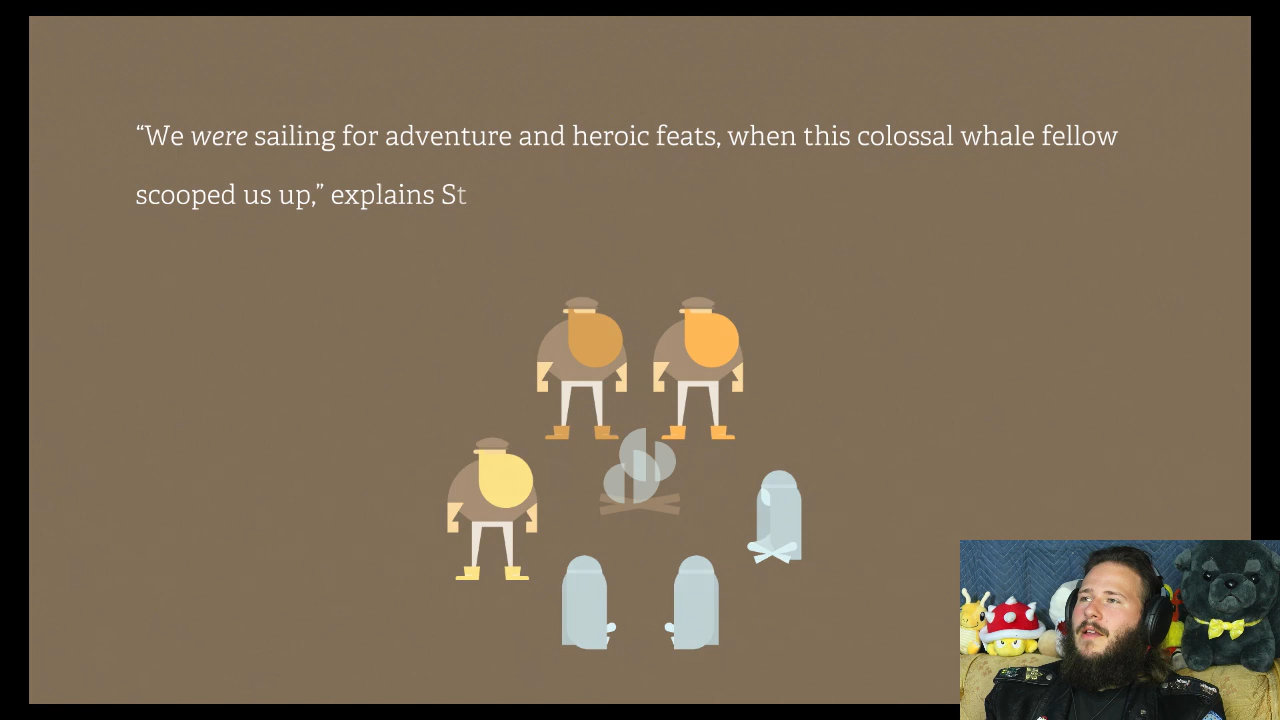 “We were sailing for adventure and heroic feats, when this colossal whale fellow
scooped us up,” explains St